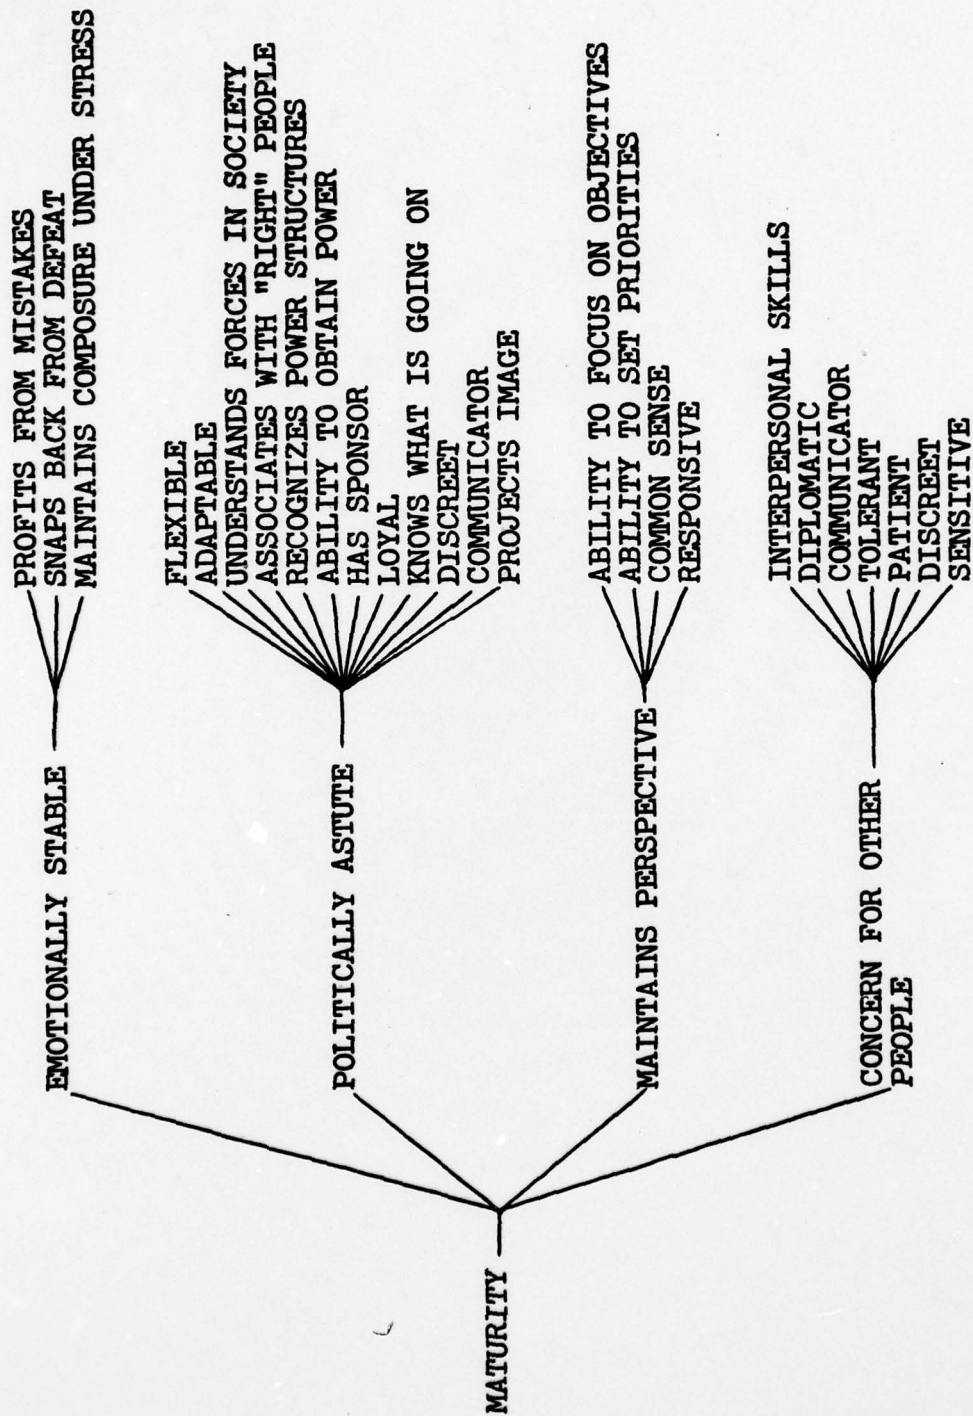 MATURITY
EMOTIONALLY STABLE
PROFITS FROM MISTAKES
SNAPS BACK FROM DEFEAT
MAINTAINS COMPOSURE UNDER STRESS
POLITICALLY ASTUTE
FLEXIBLE
ADAPTABLE
UNDERSTANDS FORCES IN SOCIETY
ASSOCIATES WITH "RIGHT" PEOPLE
RECOGNIZES POWER STRUCTURES
ABILITY TO OBTAIN POWER
HAS SPONSOR
LOYAL
KNOWS WHAT IS GOING ON
DISCREET
COMMUNICATOR
PROJECTS IMAGE
MAINTAINS PERSPECTIVE
ABILITY TO FOCUS ON OBJECTIVES
ABILITY TO SET PRIORITIES
COMMON SENSE
RESPONSIVE
CONCERN FOR OTHER
PEOPLE
INTERPERSONAL SKILLS
DIPLOMATIC
COMMUNICATOR
TOLERANT
PATIENT
DISCREET
SENSITIVE